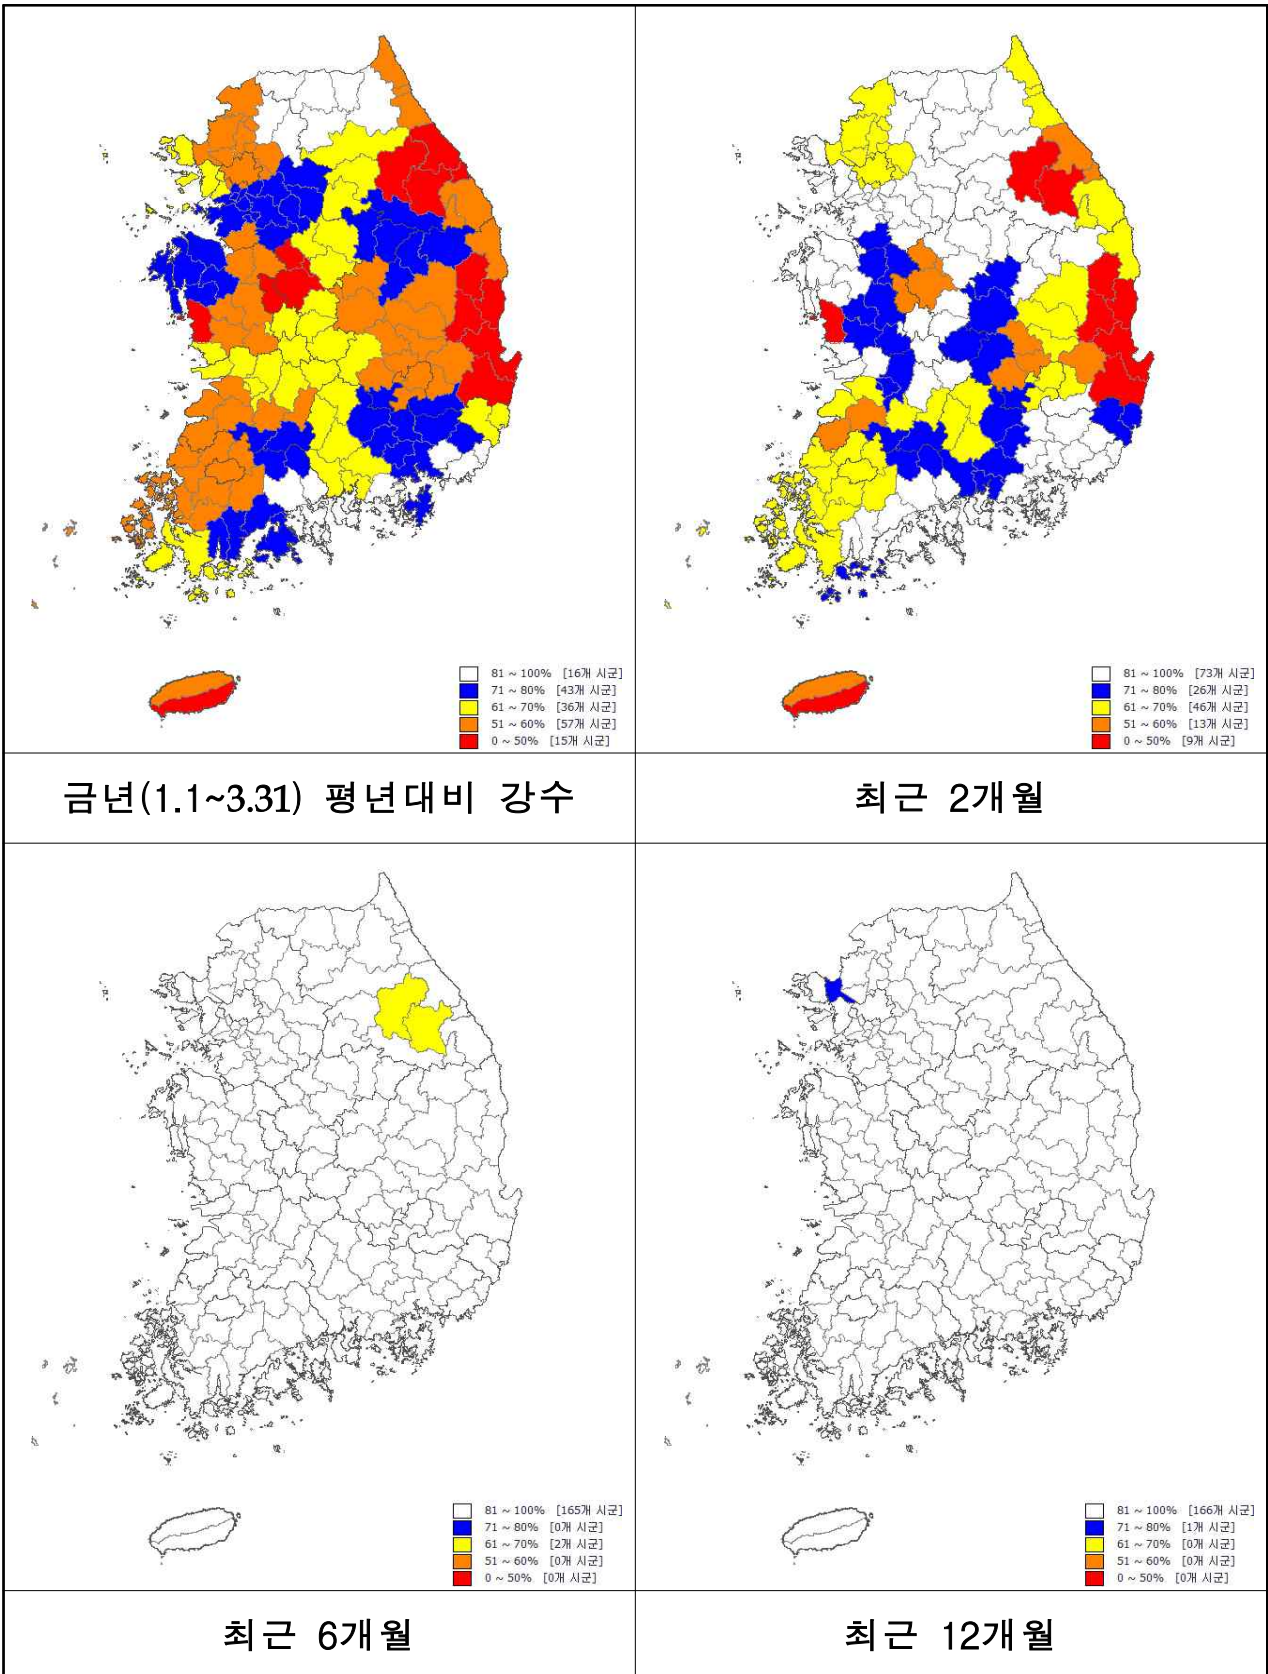 81 ~ 100% [16개 시군]
71 ~ 80% [43개 시군]
61 ~ 70% [36개 시군]
51 ~ 60% [57개 시군]
0 ~ 50% [15개 시군]
81 ~ 100% [73개 시군]
71 ~ 80% [26개 시군]
61 ~ 70% [46개 시군]
51 ~ 60% [13개 시군]
0 ~ 50% [9개 시군]
금년(1.1~3.31) 평년대비 강수
최근 2개월
81 ~ 100% [165개 시군]
71 ~ 80% [0개 시군]
61 ~ 70% [2개 시군]
51 ~ 60% [0개 시군]
0 ~ 50% [0개 시군]
81 ~ 100% [166개 시군]
71 ~ 80% [1개 시군]
61 ~ 70% [0개 시군]
51 ~ 60% [0개 시군]
0 ~ 50% [0개 시군]
최근 6개월
최근 12개월